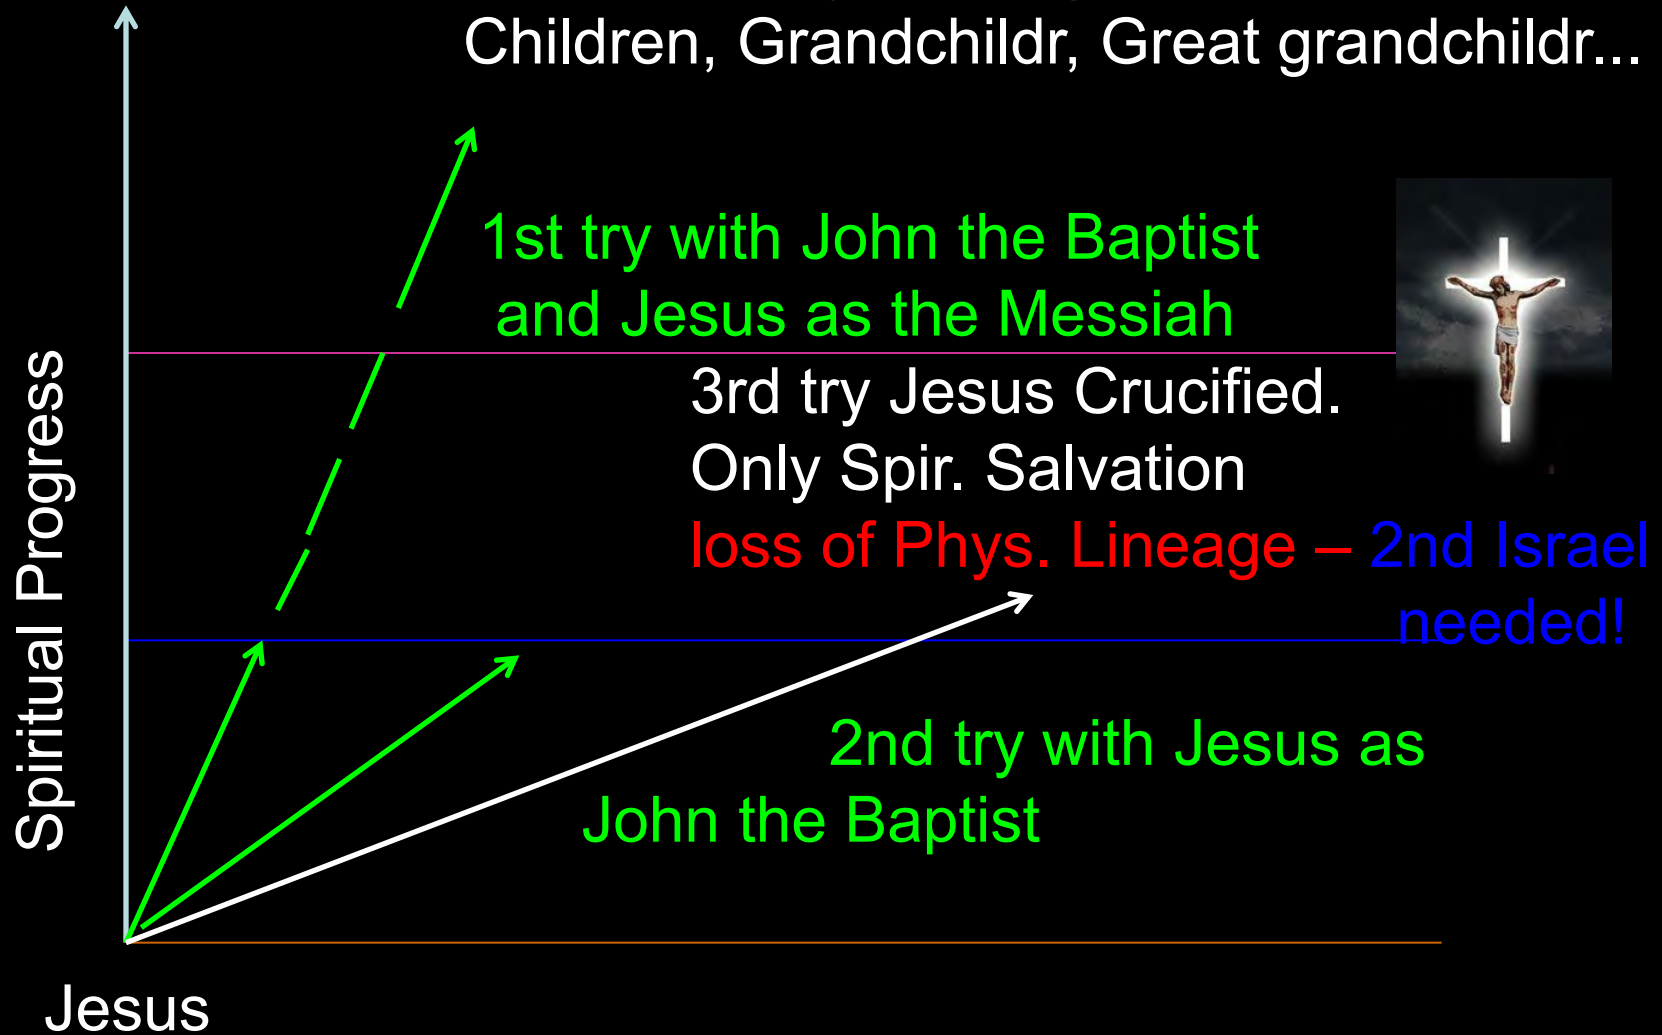 Children, Grandchildr, Great grandchildr...
1st try with John the Baptist
and Jesus as the Messiah
3rd try Jesus Crucified.
Only Spir. Salvation
loss of Phys. Lineage – 2nd Israel
needed!
2nd try with Jesus as
John the Baptist
Spiritual Progress
Jesus